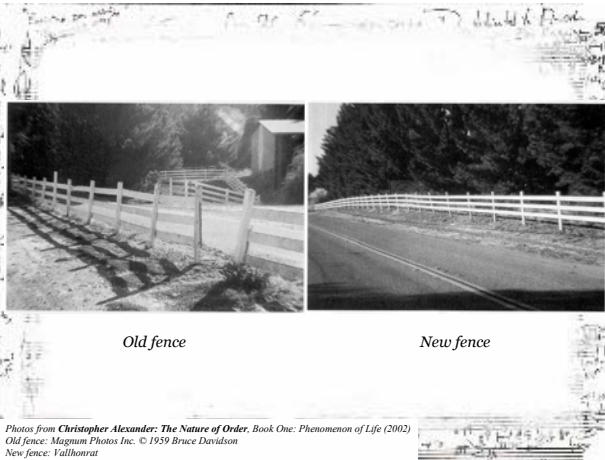 Old fence
New fence
Photos from Christopher Alexander: The Nature of Order, Book One: Phenomenon of Life (2002)
Old fence: Magnum Photos Inc. © 1959 Bruce Davidson
New fence: Vallhonrat